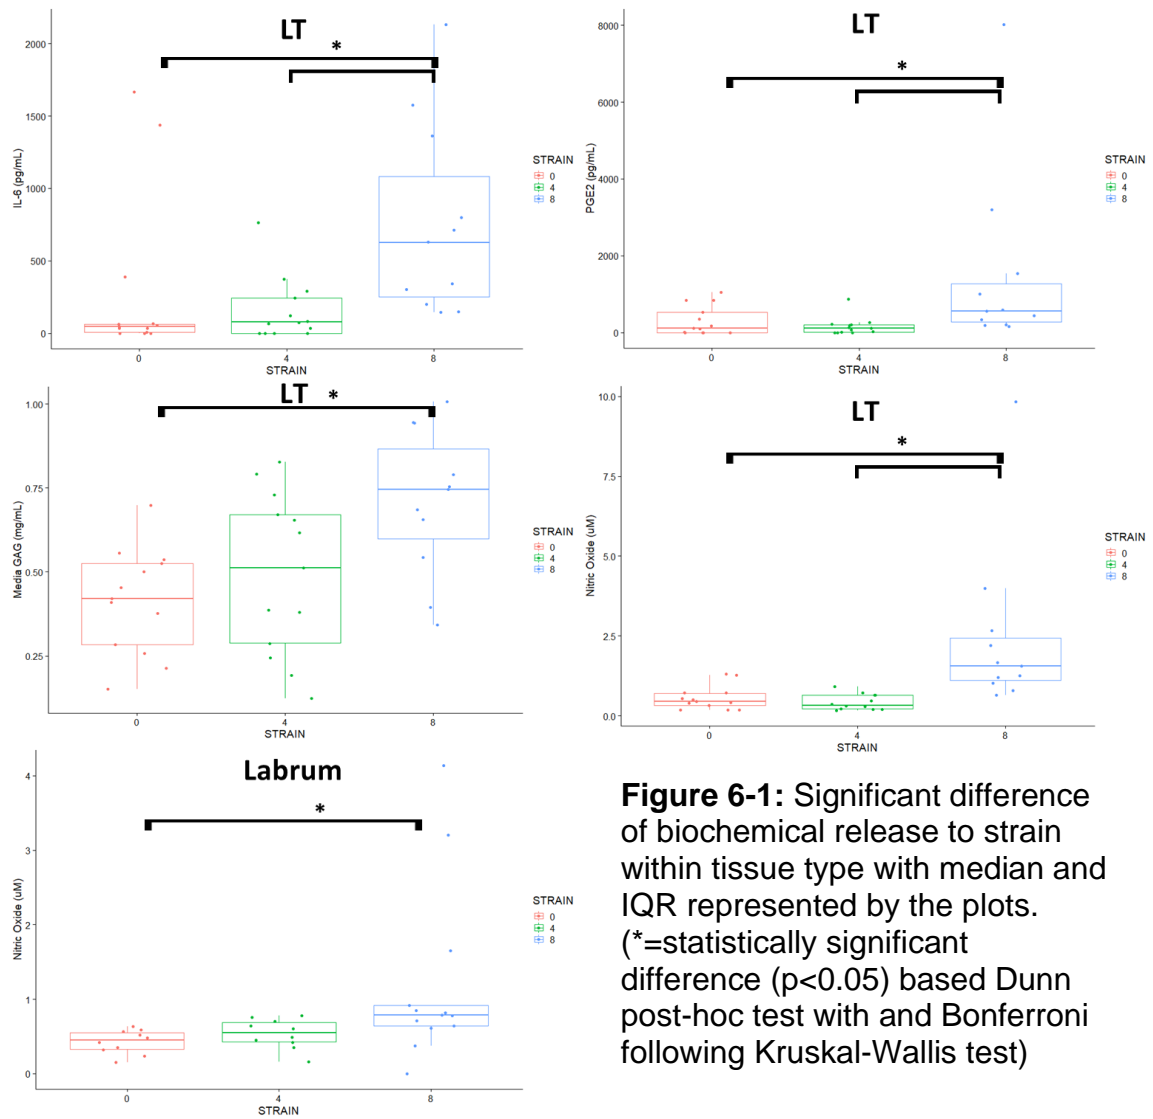 LT
*
IL-6 (pg/mL)
2000
1500
1000
500
0
0
4
8
STRAIN
STRAIN
0
4
8
LT
*
PGE2 (pg/mL)
8000
6000
4000
2000
0
0
4
8
STRAIN
STRAIN
0
4
8
LT
*
Media GAG (mg/mL)
1.00
0.75
0.50
0.25
0
4
8
STRAIN
STRAIN
0
4
8
LT
*
Nitric Oxide (uM)
10.0
7.5
5.0
2.5
0.0
0
4
8
STRAIN
STRAIN
0
4
8
Labrum
*
Nitric Oxide (uM)
4
3
2
1
0
0
4
8
STRAIN
STRAIN
0
4
8
Figure 6-1: Significant difference
of biochemical release to strain
within tissue type with median and
IQR represented by the plots.
(*=statistically significant
difference (p<0.05) based Dunn
post-hoc test with and Bonferroni
following Kruskal-Wallis test)